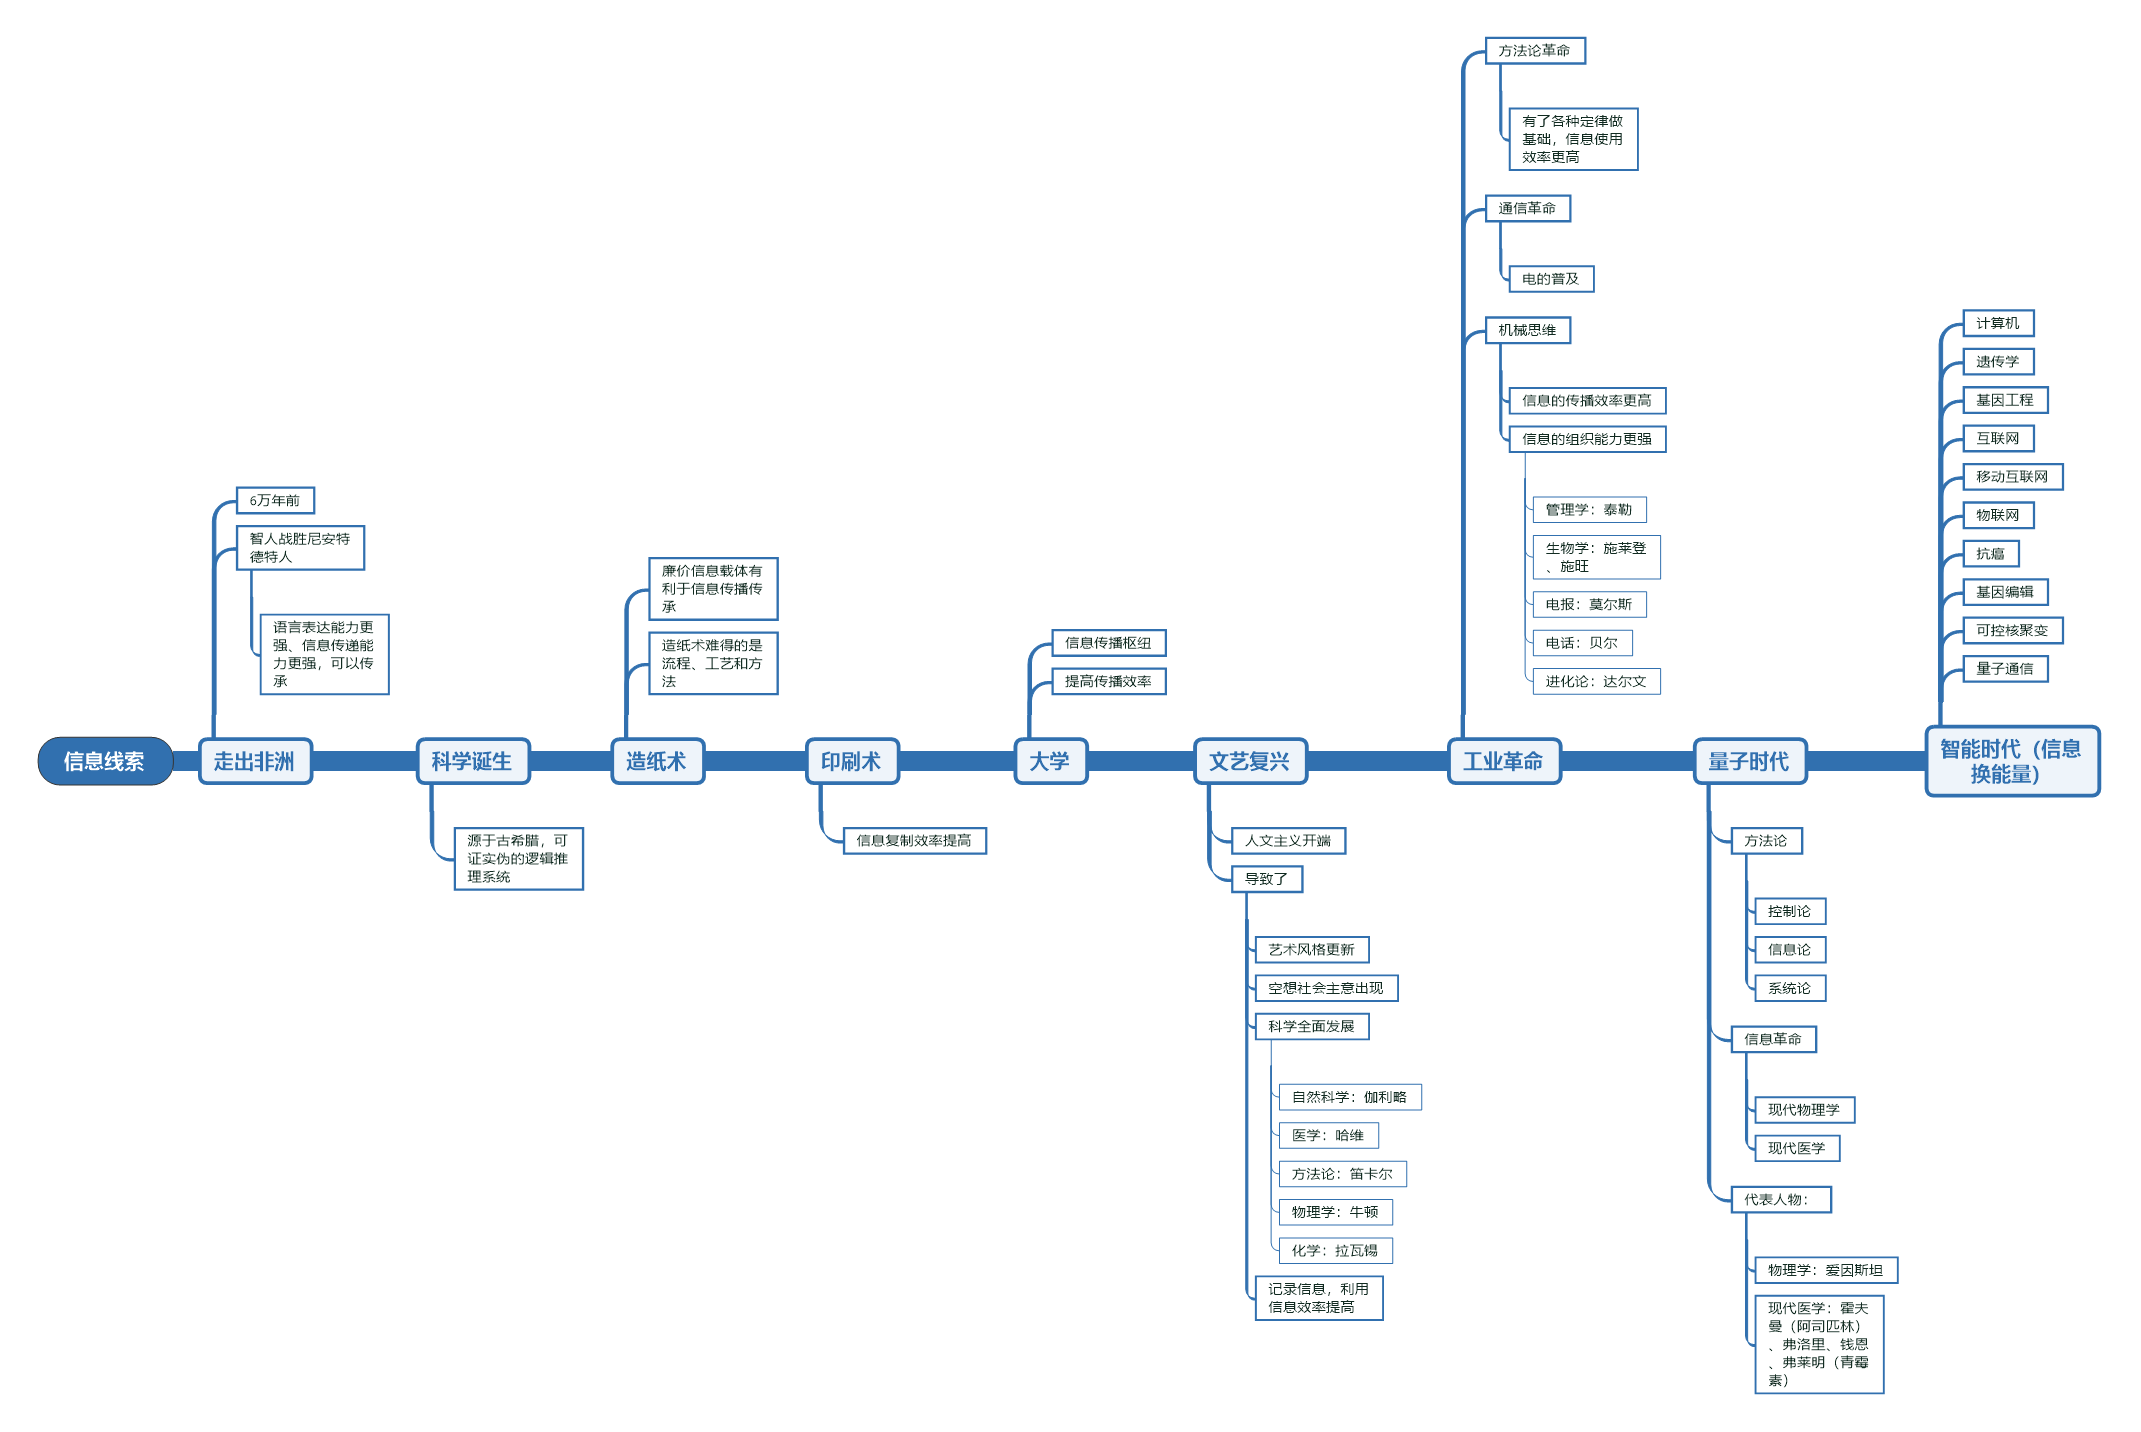 信息线索
走出非洲
6万年前
智人战胜尼安特
德特人
语言表达能力更
强、信息传递能
力更强，可以传
承
科学诞生
源于古希腊，可
证实伪的逻辑推
理系统
造纸术
廉价信息载体有
利于信息传播传
承
造纸术难得的是
流程、工艺和方
法
印刷术
信息复制效率提高
大学
信息传播枢纽
提高传播效率
文艺复兴
人文主义开端
导致了
艺术风格更新
空想社会主意出现
科学全面发展
自然科学：伽利略
医学：哈维
方法论：笛卡尔
物理学：牛顿
化学：拉瓦锡
记录信息，利用
信息效率提高
工业革命
方法论革命
有了各种定律做
基础，信息使用
效率更高
通信革命
电的普及
机械思维
信息的传播效率更高
信息的组织能力更强
管理学：泰勒
生物学：施莱登
、施旺
电报：莫尔斯
电话：贝尔
进化论：达尔文
量子时代
方法论
控制论
信息论
系统论
信息革命
现代物理学
现代医学
代表人物：
物理学：爱因斯坦
现代医学：霍夫
曼（阿司匹林）
、弗洛里、钱恩
、弗莱明（青霉
素）
智能时代（信息
换能量）
计算机
遗传学
基因工程
互联网
移动互联网
物联网
抗癌
基因编辑
可控核聚变
量子通信